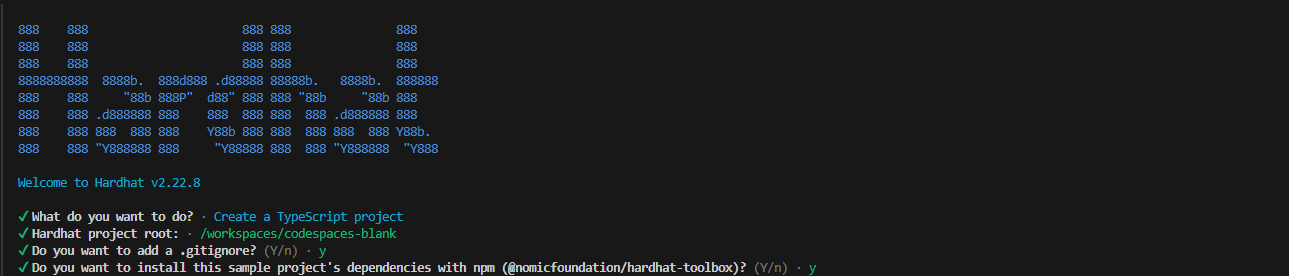 888    888                      888 888               888
888    888                      888 888               888
888    888                      888 888               888
8888888888  8888b.  888d888 .d88888 88888b.   8888b.  888888
888    888     "88b 888P"  d88" 888 888 "88b     "88b 888
888    888 .d888888 888    888  888 888  888 .d888888 888
888    888 888  888 888    Y88b 888 888  888 888  888 Y88b.
888    888 "Y888888 888     "Y88888 888  888 "Y888888  "Y888
Welcome to Hardhat v2.22.8
✔ What do you want to do? · Create a TypeScript project
✔ Hardhat project root: · /workspaces/codespaces-blank
✔ Do you want to add a .gitignore? (Y/n) · y
✔ Do you want to install this sample project's dependencies with npm (@nomicfoundation/hardhat-toolbox)? (Y/n) · y